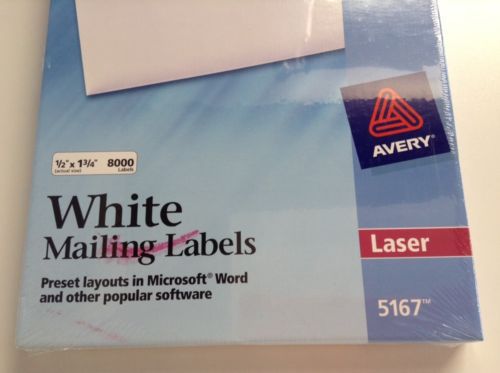 AVERY®
½" x 1¾" 8000
(actual size) Labels
White
Mailing Labels
Laser
Preset layouts in Microsoft® Word
and other popular software
5167™